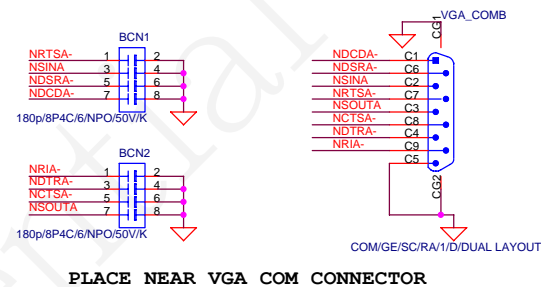 BCN1
NRTSA- 1 2
NSINA 3 4
NDSRA- 5 6
NDCDA- 7 8
180p/8P4C/6/NPO/50V/K
BCN2
NRIA- 1 2
NDTRA- 3 4
NCTSA- 5 6
NSOUTA 7 8
180p/8P4C/6/NPO/50V/K
VGA_COMB
CG1
NDCDA- C1
NDSRA- C6
NSINA C2
NRTSA- C7
NSOUTA C3
NCTSA- C8
NDTRA- C4
NRIA- C9
C5
CG2
COM/GE/SC/RA/1/D/DUAL LAYOUT
PLACE NEAR VGA COM CONNECTOR